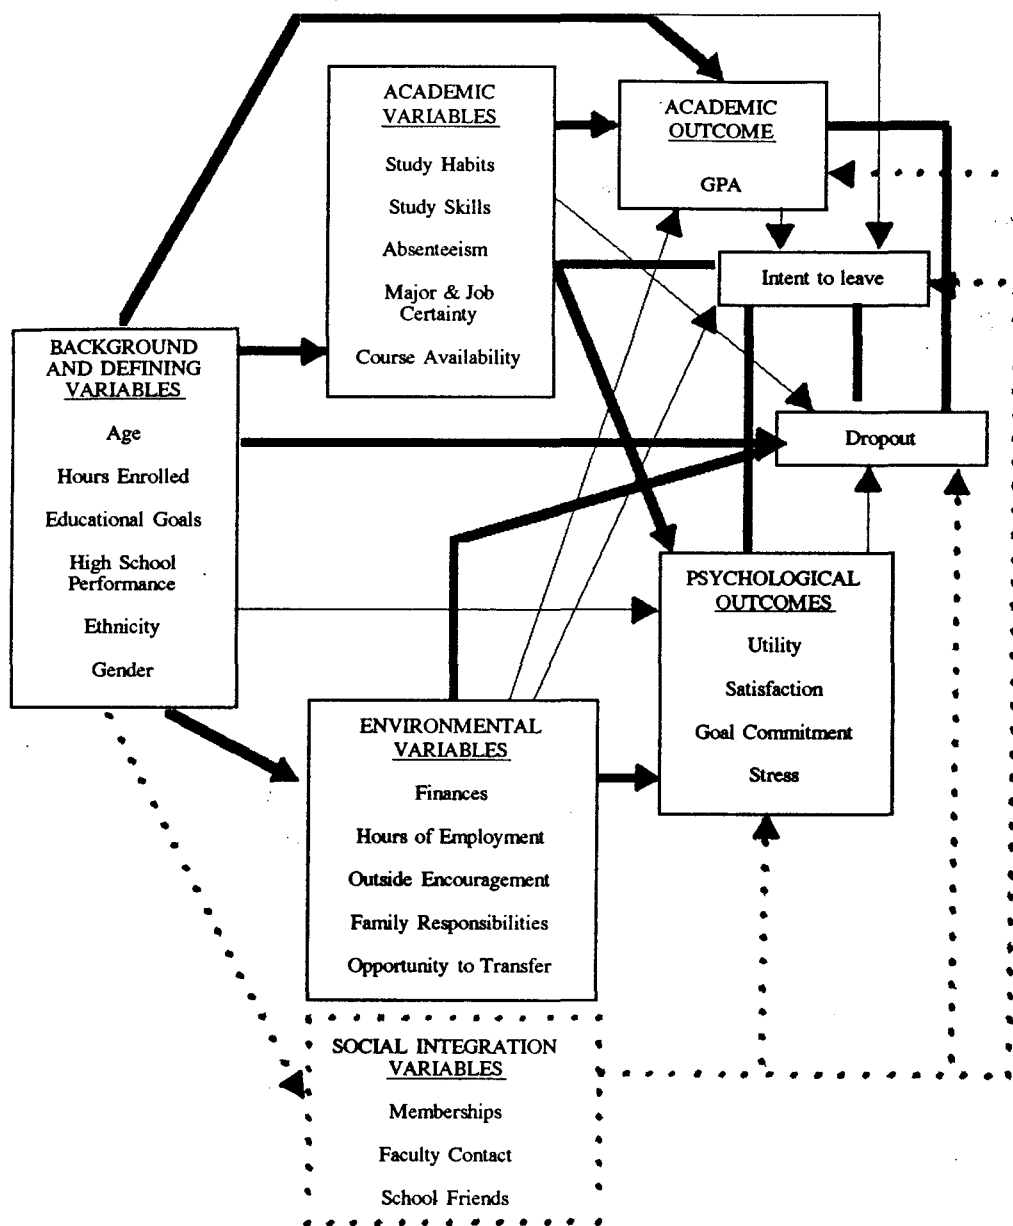 ACADEMIC
VARIABLES
Study Habits
Study Skills
Absenteeism
Major & Job
Certainty
Course Availability
ACADEMIC
OUTCOME
GPA
Intent to leave
Dropout
BACKGROUND
AND DEFINING
VARIABLES
Age
Hours Enrolled
Educational Goals
High School
Performance
Ethnicity
Gender
PSYCHOLOGICAL
OUTCOMES
Utility
Satisfaction
Goal Commitment
Stress
ENVIRONMENTAL
VARIABLES
Finances
Hours of Employment
Outside Encouragement
Family Responsibilities
Opportunity to Transfer
SOCIAL INTEGRATION
VARIABLES
Memberships
Faculty Contact
School Friends